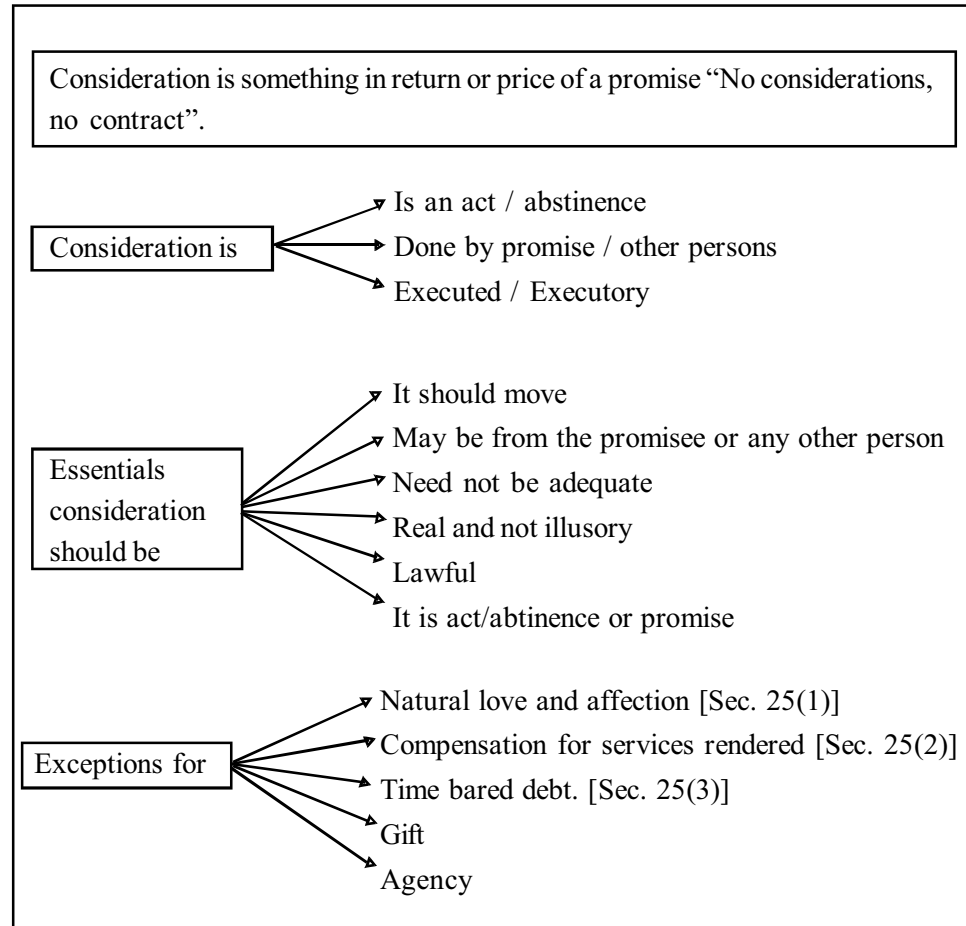 Consideration is something in return or price of a promise “No considerations,
no contract”.
Is an act / abstinence
Consideration is
Done by promise / other persons
Executed / Executory
It should move
May be from the promisee or any other person
Essentials
consideration
should be
Need not be adequate
Real and not illusory
Lawful
It is act/abtinence or promise
Natural love and affection [Sec. 25(1)]
Compensation for services rendered [Sec. 25(2)]
Exceptions for
Time bared debt. [Sec. 25(3)]
Gift
Agency